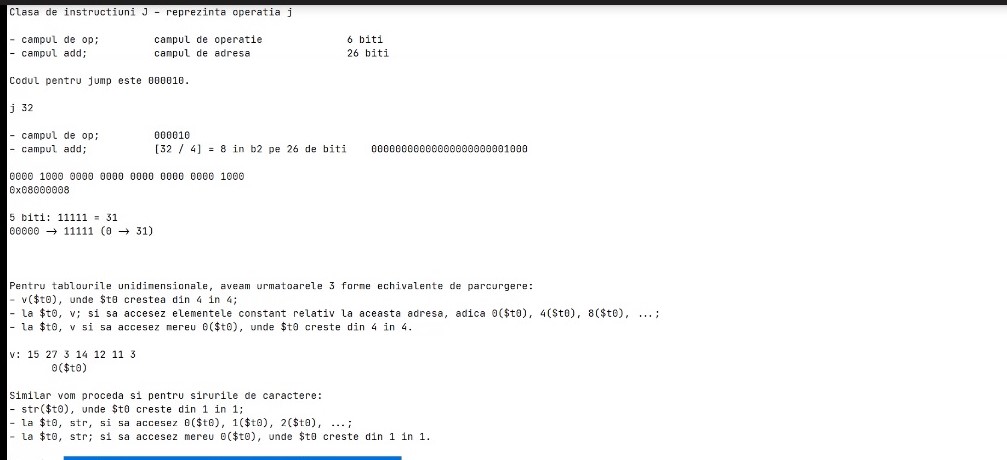 Clasa de instructiuni J - reprezinta operatia j
- campul de op; campul de operatie 6 biti
- campul add; campul de adresa 26 biti
Codul pentru jump este 000010.
j 32
- campul de op; 000010
- campul add; [32 / 4] = 8 in b2 pe 26 de biti 00000000000000000000001000
0000 1000 0000 0000 0000 0000 0000 1000
0x08000008
5 biti: 11111 = 31
00000 → 11111 (0 → 31)
Pentru tablourile unidimensionale, aveam urmatoarele 3 forme echivalente de parcurgere:
- v($t0), unde $t0 crestea din 4 in 4;
- la $t0, v; si sa accesez elementele constant relativ la aceasta adresa, adica 0($t0), 4($t0), 8($t0), ...;
- la $t0, v si sa accesez mereu 0($t0), unde $t0 creste din 4 in 4.
v: 15 27 3 14 12 11 3
0($t0)
Similar vom proceda si pentru sirurile de caractere:
- str($t0), unde $t0 creste din 1 in 1;
- la $t0, str, si sa accesez 0($t0), 1($t0), 2($t0), ...;
- la $t0, str; si sa accesez mereu 0($t0), unde $t0 creste din 1 in 1.